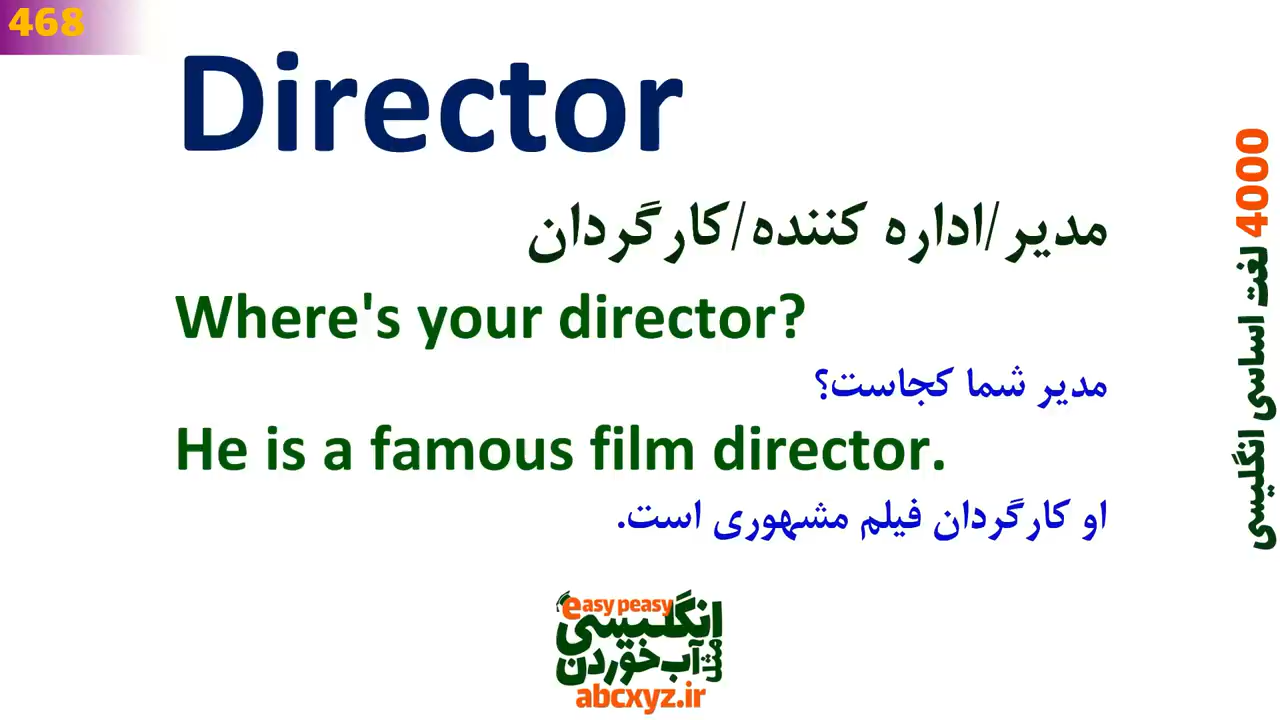 468
Director
مدیر/اداره کننده/کارگردان
Where's your director?
مدیر شما کجاست؟
He is a famous film director.
او کارگردان فیلم مشهوری است.
4000 لغت اساسی انگلیسی
easy peasy
انگلیسی
مثل آب خوردن
abcxyz.ir